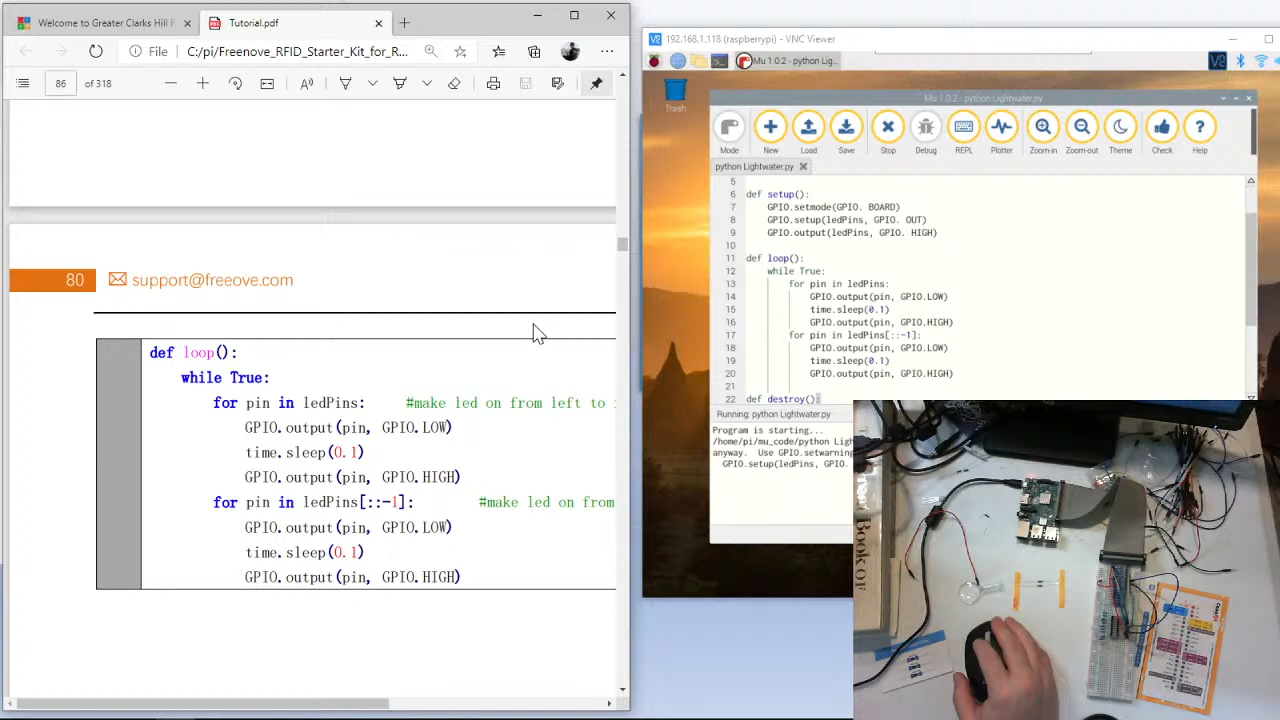 Welcome to Greater Clarks Hill R
Tutorial.pdf
File
C:/pi/Freenove_RFID_Starter_Kit_for_R...
86 of 318
80 support@freeove.com
def loop():
while True:
for pin in ledPins: #make led on from left to
GPIO.output(pin, GPIO.LOW)
time.sleep(0.1)
GPIO.output(pin, GPIO.HIGH)
for pin in ledPins[::-1]: #make led on from
GPIO.output(pin, GPIO.LOW)
time.sleep(0.1)
GPIO.output(pin, GPIO.HIGH)
192.168.1.118 (raspberrypi) - VNC Viewer
Mu 1.0.2 - python Lig...
Trash
Mu 1.0.2 - python Lightwater.py
Mode New Load Save Stop Debug REPL Plotter Zoom-in Zoom-out Theme Check Help
python Lightwater.py
5
6 def setup():
7 GPIO.setmode(GPIO. BOARD)
8 GPIO.setup(ledPins, GPIO. OUT)
9 GPIO.output(ledPins, GPIO. HIGH)
10
11 def loop():
12 while True:
13 for pin in ledPins:
14 GPIO.output(pin, GPIO.LOW)
15 time.sleep(0.1)
16 GPIO.output(pin, GPIO.HIGH)
17 for pin in ledPins[::-1]:
18 GPIO.output(pin, GPIO.LOW)
19 time.sleep(0.1)
20 GPIO.output(pin, GPIO.HIGH)
21
22 def destroy():
Running: python Lightwater.py
Program is starting...
/home/pi/mu_code/python Ligh
anyway. Use GPIO.setwarning
GPIO.setup(ledPins, GPIO.
Book of